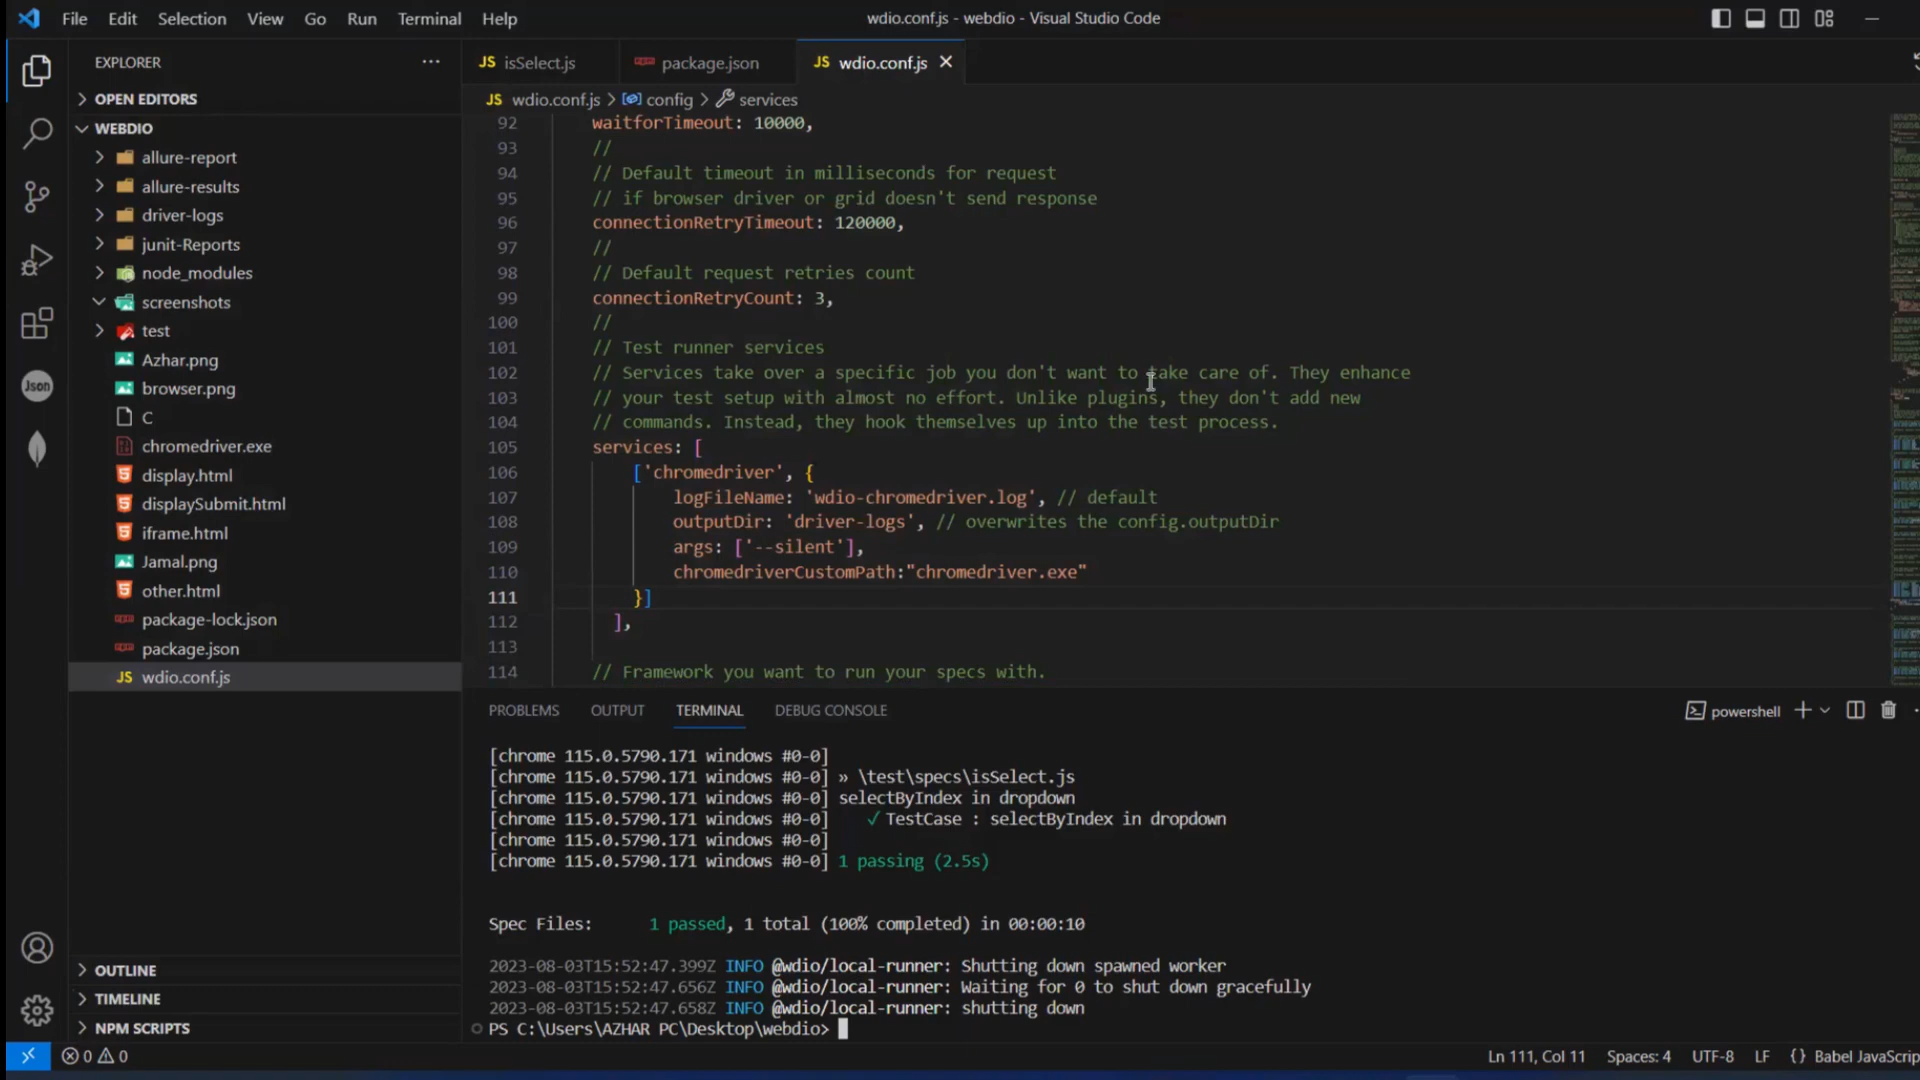 File Edit Selection View Go Run Terminal Help
wdio.conf.js - webdio - Visual Studio Code
EXPLORER
OPEN EDITORS
WEBDIO
allure-report
allure-results
driver-logs
junit-Reports
node_modules
screenshots
test
Azhar.png
browser.png
C
chromedriver.exe
display.html
displaySubmit.html
iframe.html
Jamal.png
other.html
package-lock.json
package.json
JS wdio.conf.js
OUTLINE
TIMELINE
NPM SCRIPTS
Json
JS isSelect.js
package.json
JS wdio.conf.js
JS wdio.conf.js > config > services
92 waitforTimeout: 10000,
93 //
94 // Default timeout in milliseconds for request
95 // if browser driver or grid doesn't send response
96 connectionRetryTimeout: 120000,
97 //
98 // Default request retries count
99 connectionRetryCount: 3,
100 //
101 // Test runner services
102 // Services take over a specific job you don't want to take care of. They enhance
103 // your test setup with almost no effort. Unlike plugins, they don't add new
104 // commands. Instead, they hook themselves up into the test process.
105 services: [
106 ['chromedriver', {
107 logFileName: 'wdio-chromedriver.log', // default
108 outputDir: 'driver-logs', // overwrites the config.outputDir
109 args: ['--silent'],
110 chromedriverCustomPath:"chromedriver.exe"
111 }]
112 ],
113
114 // Framework you want to run your specs with.
PROBLEMS OUTPUT TERMINAL DEBUG CONSOLE
powershell
[chrome 115.0.5790.171 windows #0-0]
[chrome 115.0.5790.171 windows #0-0] » \test\specs\isSelect.js
[chrome 115.0.5790.171 windows #0-0] selectByIndex in dropdown
[chrome 115.0.5790.171 windows #0-0] ✓ TestCase : selectByIndex in dropdown
[chrome 115.0.5790.171 windows #0-0]
[chrome 115.0.5790.171 windows #0-0] 1 passing (2.5s)
Spec Files: 1 passed, 1 total (100% completed) in 00:00:10
2023-08-03T15:52:47.399Z INFO @wdio/local-runner: Shutting down spawned worker
2023-08-03T15:52:47.656Z INFO @wdio/local-runner: Waiting for 0 to shut down gracefully
2023-08-03T15:52:47.658Z INFO @wdio/local-runner: shutting down
PS C:\Users\AZHAR PC\Desktop\webdio>
0 0
Ln 111, Col 11 Spaces: 4 UTF-8 LF {} Babel JavaScrip